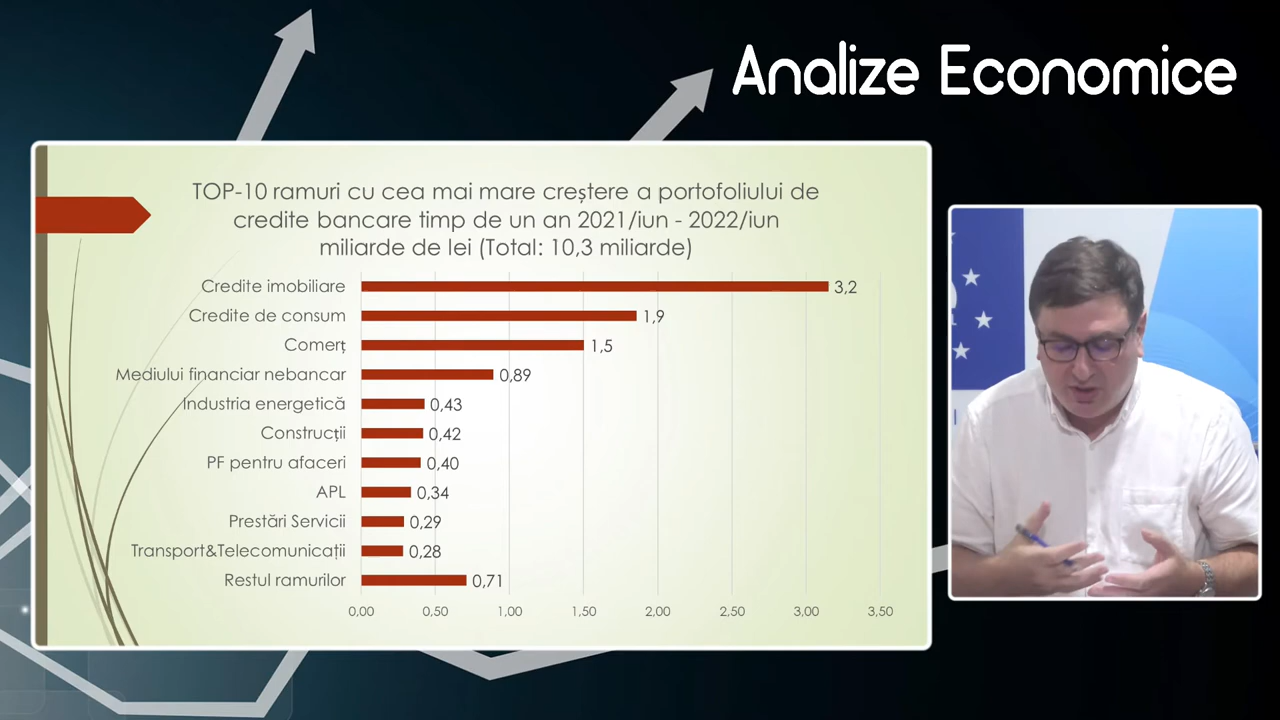 Analize Economice
TOP-10 ramuri cu cea mai mare creștere a portofoliului de
credite bancare timp de un an 2021/iun - 2022/iun
miliarde de lei (Total: 10,3 miliarde)
Credite imobiliare 3,2
Credite de consum 1,9
Comerț 1,5
Mediului financiar nebancar 0,89
Industria energetică 0,43
Construcții 0,42
PF pentru afaceri 0,40
APL 0,34
Prestări Servicii 0,29
Transport&Telecomunicații 0,28
Restul ramurilor 0,71
0,00 0,50 1,00 1,50 2,00 2,50 3,00 3,50